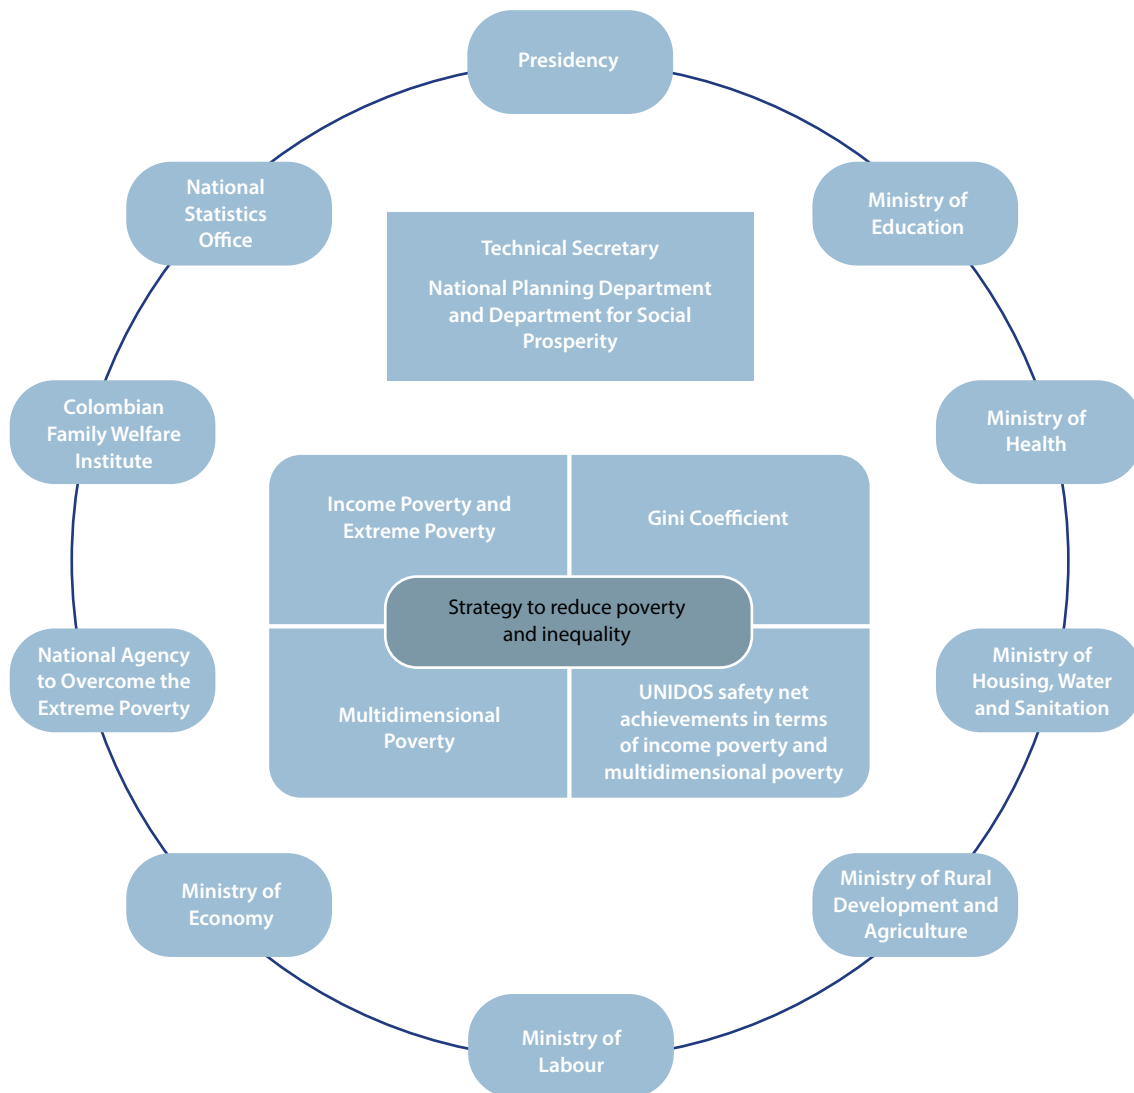 Presidency
National
Statistics
Office
Ministry of
Education
Technical Secretary
National Planning Department
and Department for Social
Prosperity
Colombian
Family Welfare
Institute
Ministry of
Health
Income Poverty and
Extreme Poverty
Gini Coefficient
Strategy to reduce poverty
and inequality
National Agency
to Overcome the
Extreme Poverty
Ministry of
Housing, Water
and Sanitation
Multidimensional
Poverty
UNIDOS safety net
achievements in terms
of income poverty and
multidimensional poverty
Ministry of
Economy
Ministry of Rural
Development and
Agriculture
Ministry of
Labour